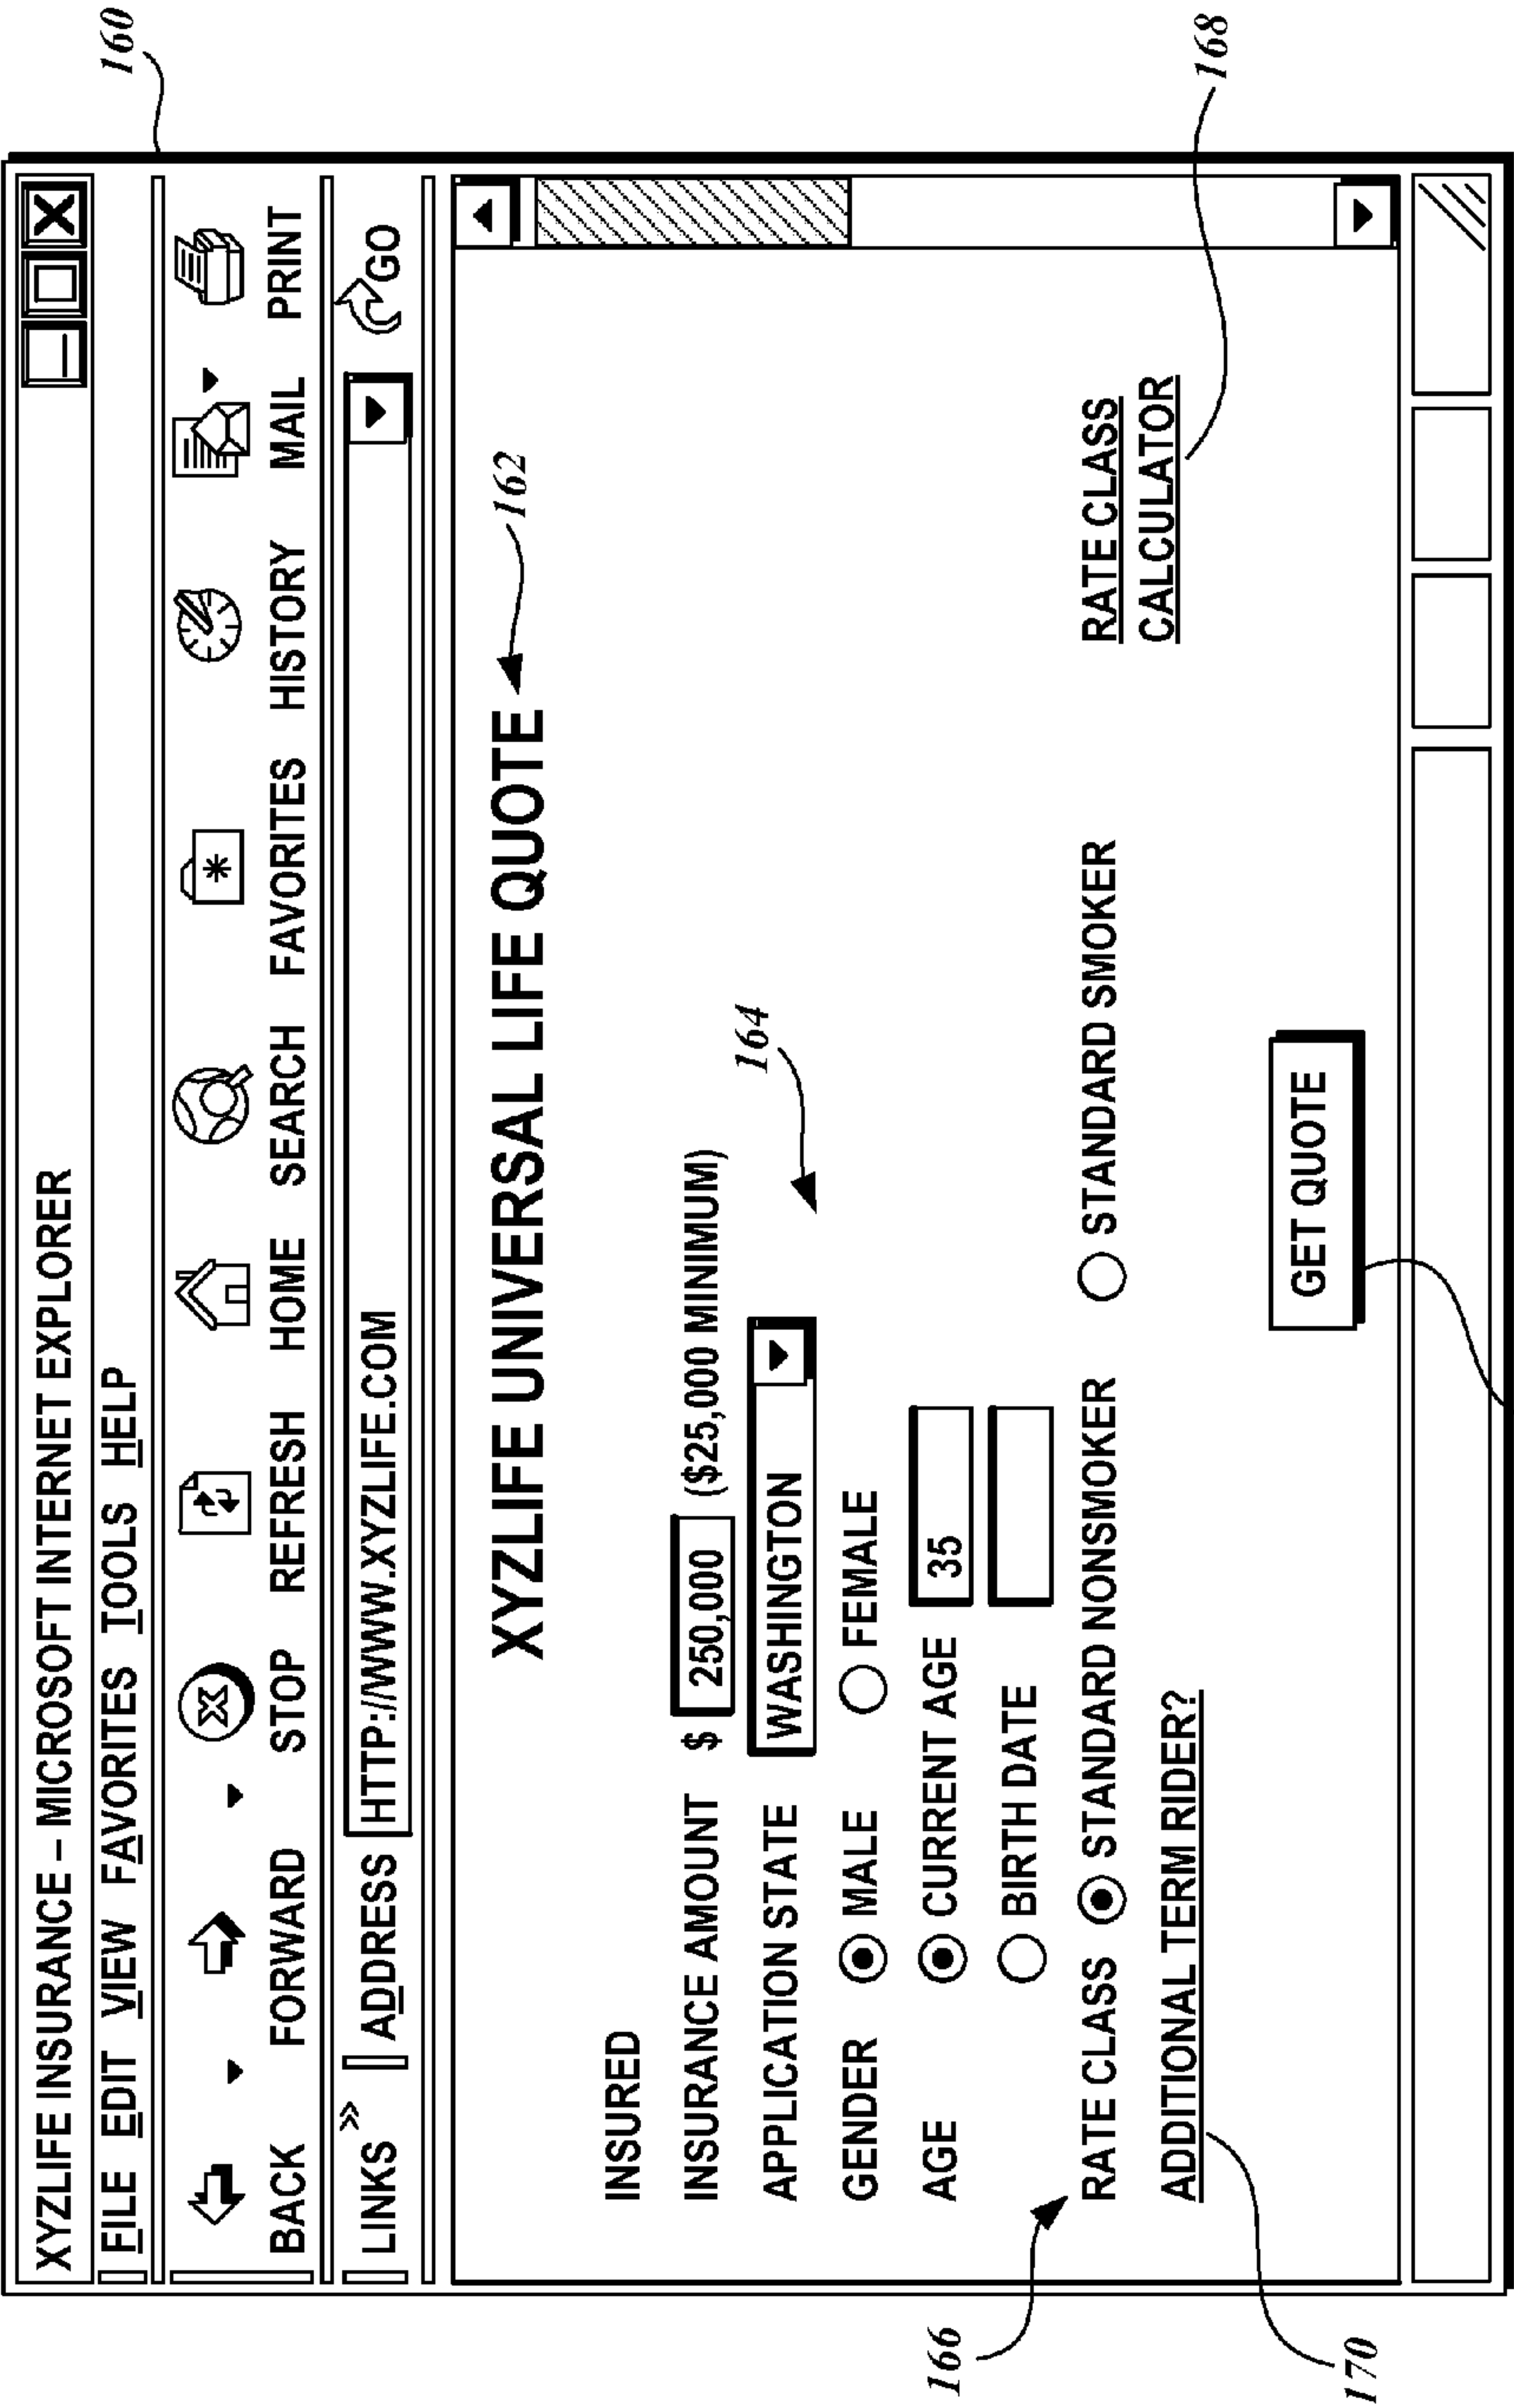 160
XYZLIFE INSURANCE – MICROSOFT INTERNET EXPLORER
FILE EDIT VIEW FAVORITES TOOLS HELP
BACK FORWARD STOP REFRESH HOME SEARCH FAVORITES HISTORY MAIL PRINT
LINKS » ADDRESS HTTP://WWW.XYZLIFE.COM GO
XYZLIFE UNIVERSAL LIFE QUOTE 162
INSURED
INSURANCE AMOUNT $ 250,000 ($25,000 MINIMUM)
164
APPLICATION STATE WASHINGTON
GENDER MALE FEMALE
AGE CURRENT AGE 35
BIRTH DATE
166
RATE CLASS STANDARD NONSMOKER STANDARD SMOKER RATE CLASS
CALCULATOR
168
ADDITIONAL TERM RIDER?
170
GET QUOTE